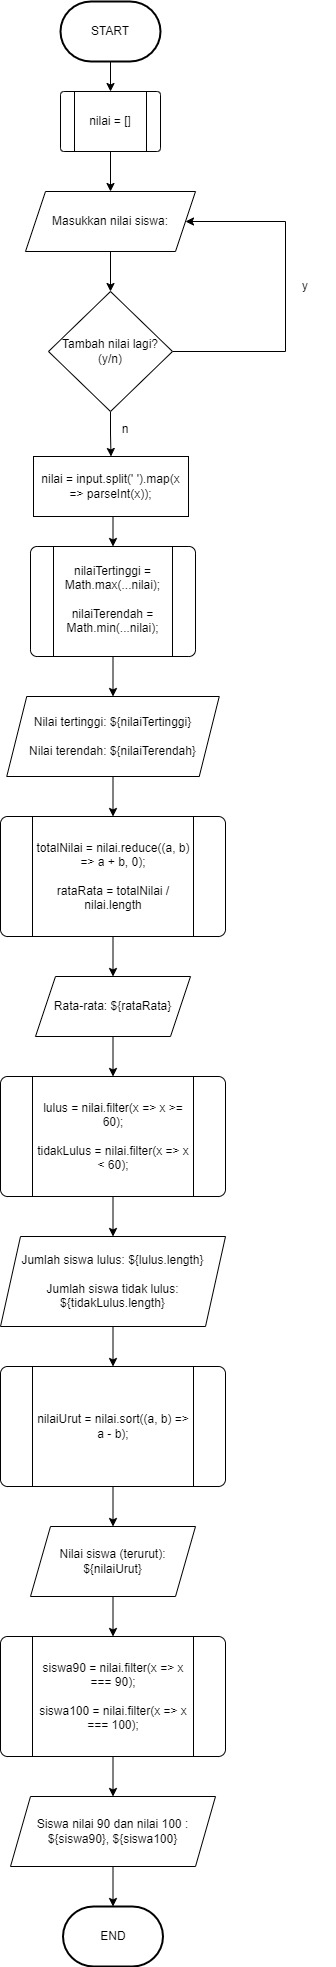 START
nilai = []
Masukkan nilai siswa:
y
Tambah nilai lagi?
(y/n)
n
nilai = input.split(' ').map(x
=> parseInt(x));
nilaiTertinggi =
Math.max(...nilai);
nilaiTerendah =
Math.min(...nilai);
Nilai tertinggi: ${nilaiTertinggi}
Nilai terendah: ${nilaiTerendah}
totalNilai = nilai.reduce((a, b)
=> a + b, 0);
rataRata = totalNilai /
nilai.length
Rata-rata: ${rataRata}
lulus = nilai.filter(x => x >=
60);
tidakLulus = nilai.filter(x => x
< 60);
Jumlah siswa lulus: ${lulus.length}
Jumlah siswa tidak lulus:
${tidakLulus.length}
nilaiUrut = nilai.sort((a, b) =>
a - b);
Nilai siswa (terurut):
${nilaiUrut}
siswa90 = nilai.filter(x => x
=== 90);
siswa100 = nilai.filter(x => x
=== 100);
Siswa nilai 90 dan nilai 100 :
${siswa90}, ${siswa100}
END